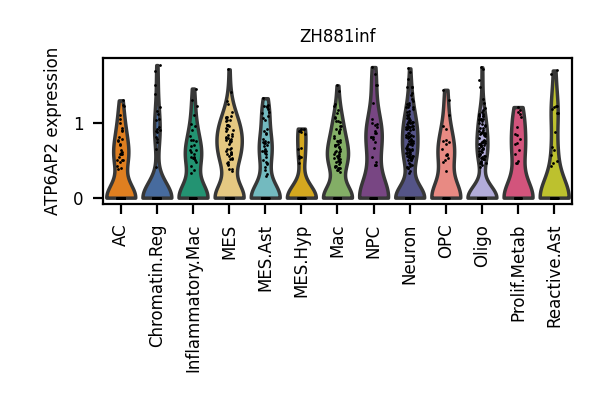 ZH881inf
ATP6AP2 expression
1
0
AC
Chromatin.Reg
Inflammatory.Mac
MES
MES.Ast
MES.Hyp
Mac
NPC
Neuron
OPC
Oligo
Prolif.Metab
Reactive.Ast